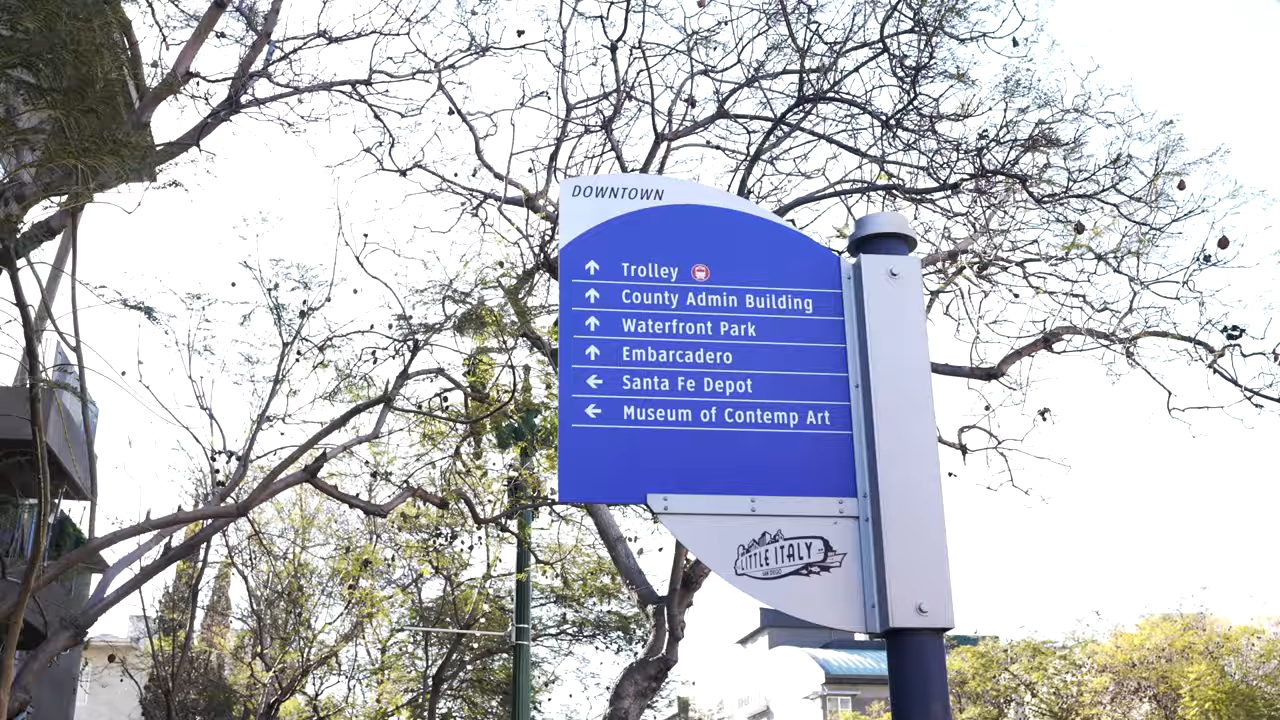 DOWNTOWN
Trolley
County Admin Building
Waterfront Park
Embarcadero
Santa Fe Depot
Museum of Contemp Art
LITTLE ITALY
SAN DIEGO